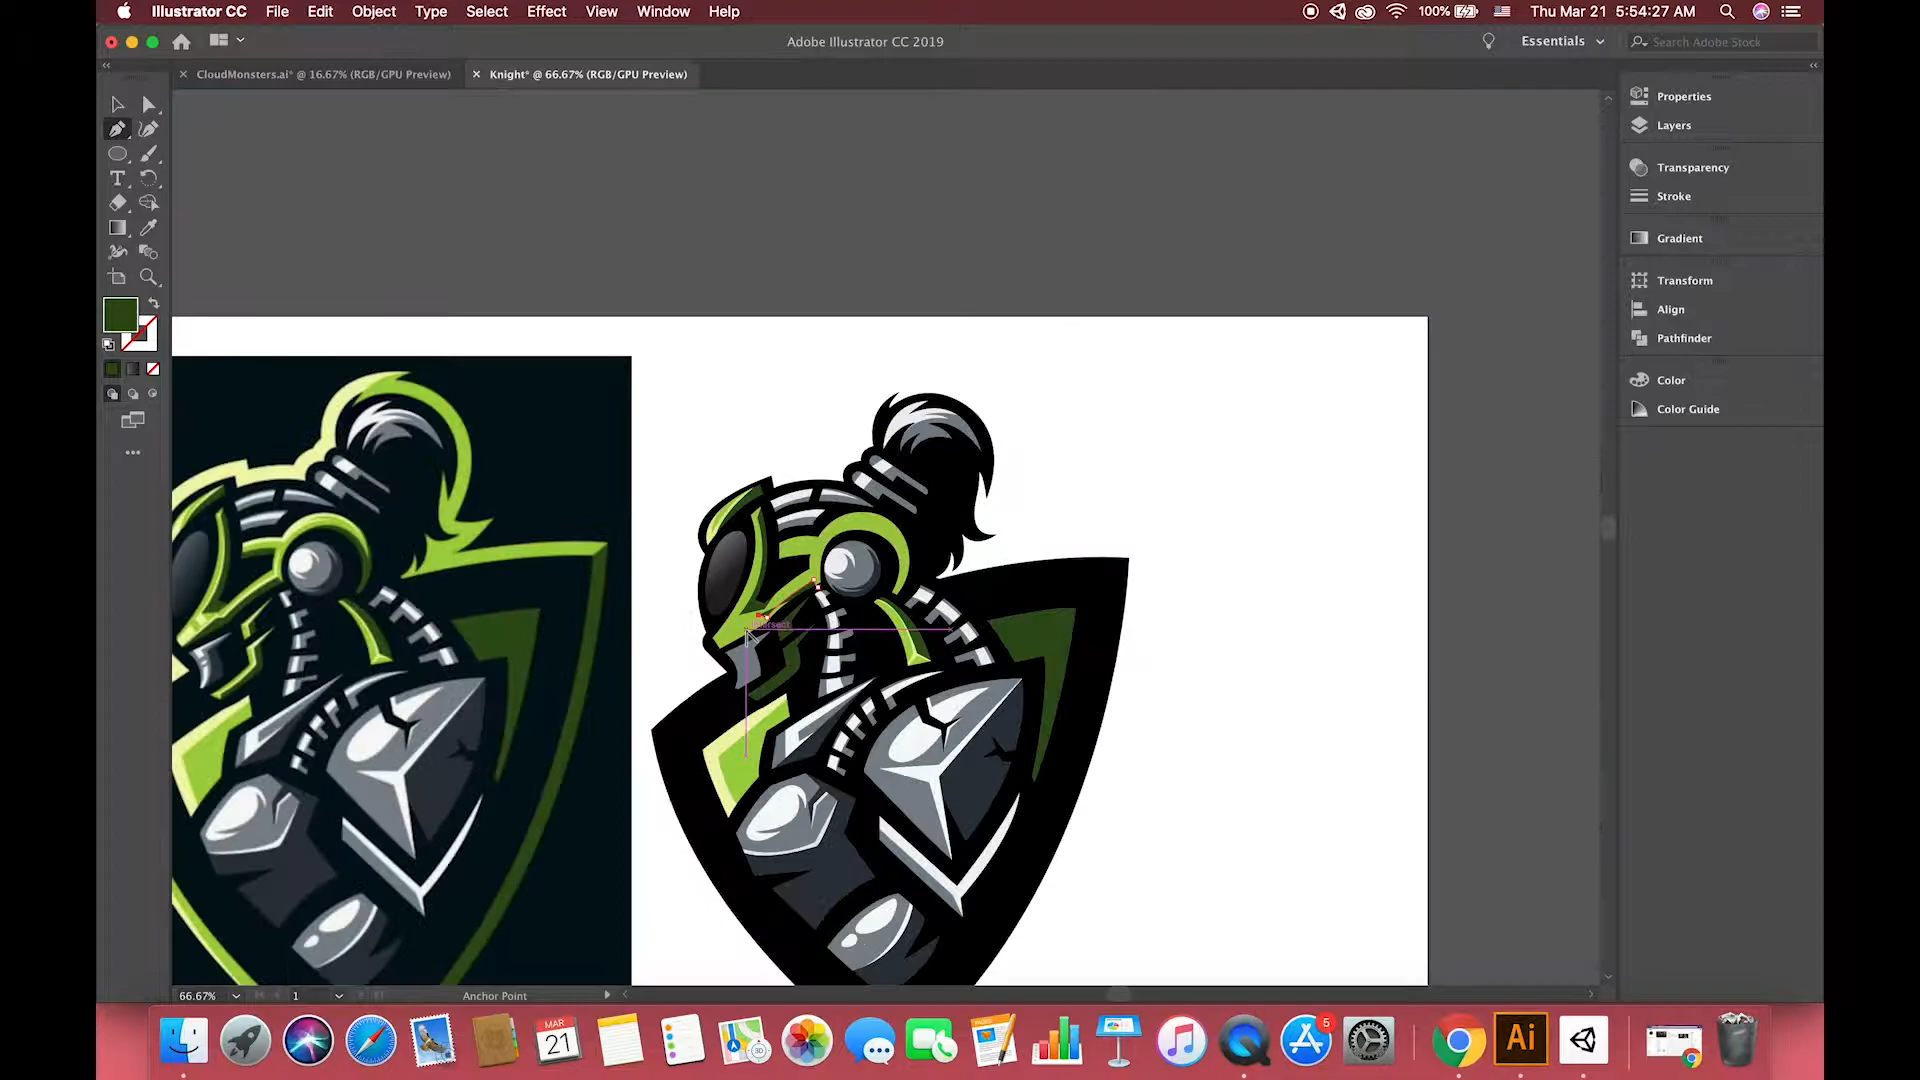 Illustrator CC File Edit Object Type Select Effect View Window Help 100% Thu Mar 21 5:54:27 AM
Adobe Illustrator CC 2019 Essentials Search Adobe Stock
CloudMonsters.ai* @ 16.67% (RGB/GPU Preview) Knight* @ 66.67% (RGB/GPU Preview)
Properties
Layers
Transparency
Stroke
Gradient
Transform
Align
Pathfinder
Color
Color Guide
66.67% 1 Anchor Point
MAR
21
5
Ai